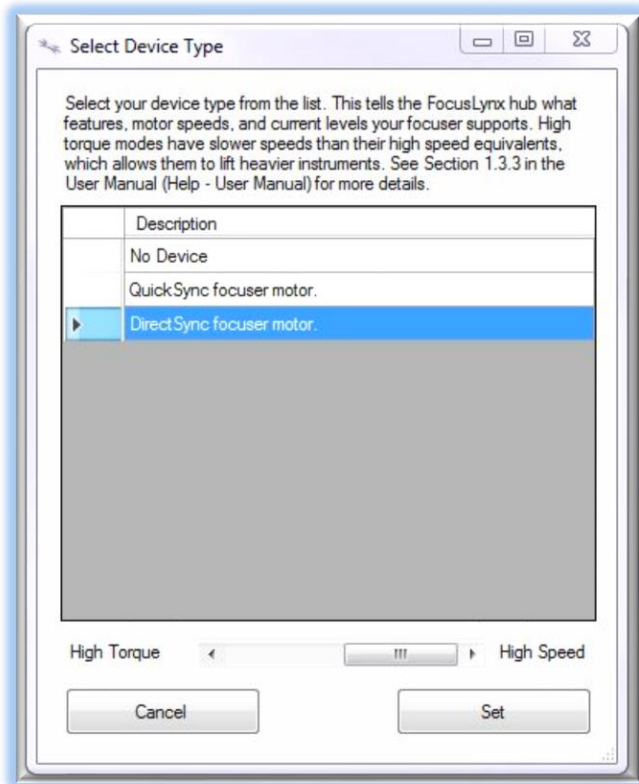 Select Device Type
Select your device type from the list. This tells the FocusLynx hub what
features, motor speeds, and current levels your focuser supports. High
torque modes have slower speeds than their high speed equivalents,
which allows them to lift heavier instruments. See Section 1.3.3 in the
User Manual (Help - User Manual) for more details.
Description
No Device
QuickSync focuser motor.
DirectSync focuser motor.
High Torque High Speed
Cancel Set